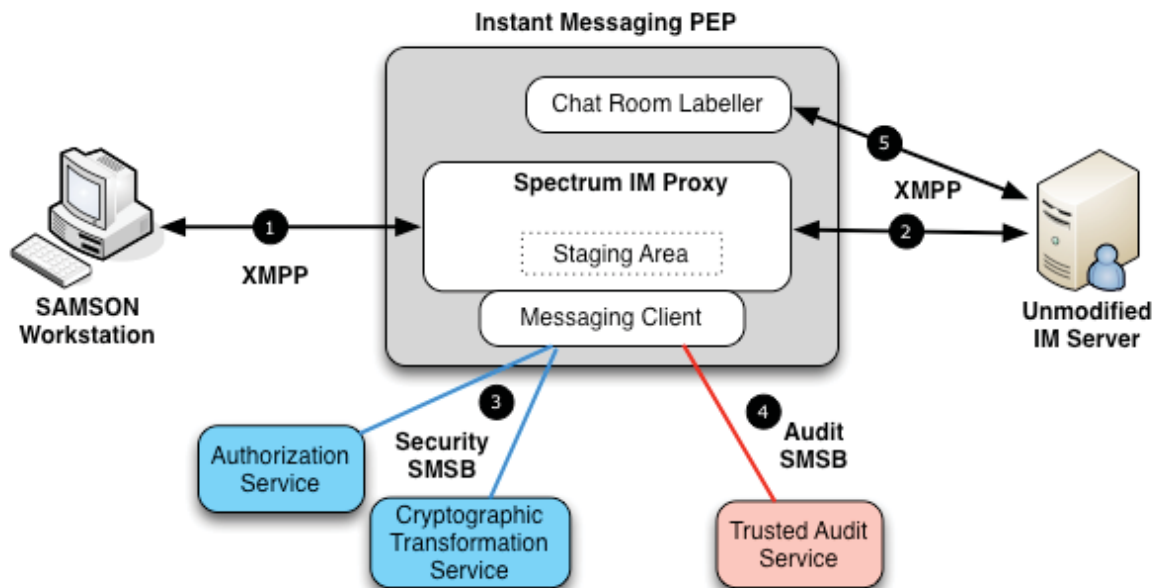 Instant Messaging PEP
Chat Room Labeller
5
XMPP
Spectrum IM Proxy
1
2
XMPP
Staging Area
SAMSON
Workstation
Messaging Client
Unmodified
IM Server
3
4
Security
SMSB
Audit
SMSB
Authorization
Service
Cryptographic
Transformation
Service
Trusted Audit
Service